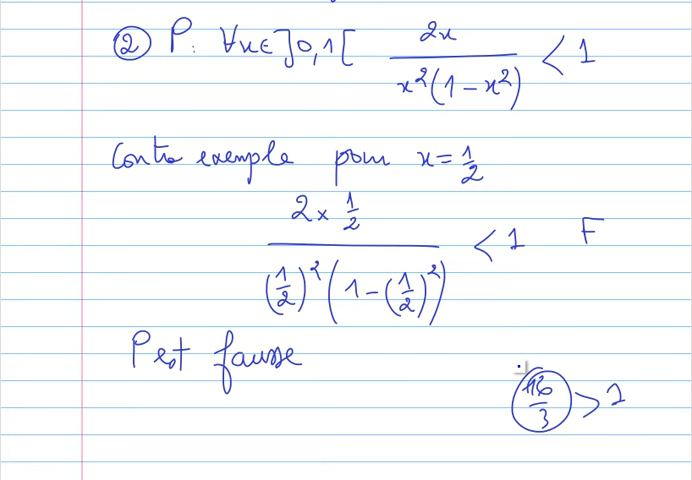 ② P: ∀x∈]0,1[ 2x / x²(1-x²) < 1
Contre exemple pour x=1/2
2×1/2 / (1/2)²(1-(1/2)²) < 1 F
P est fausse
16/3 > 1